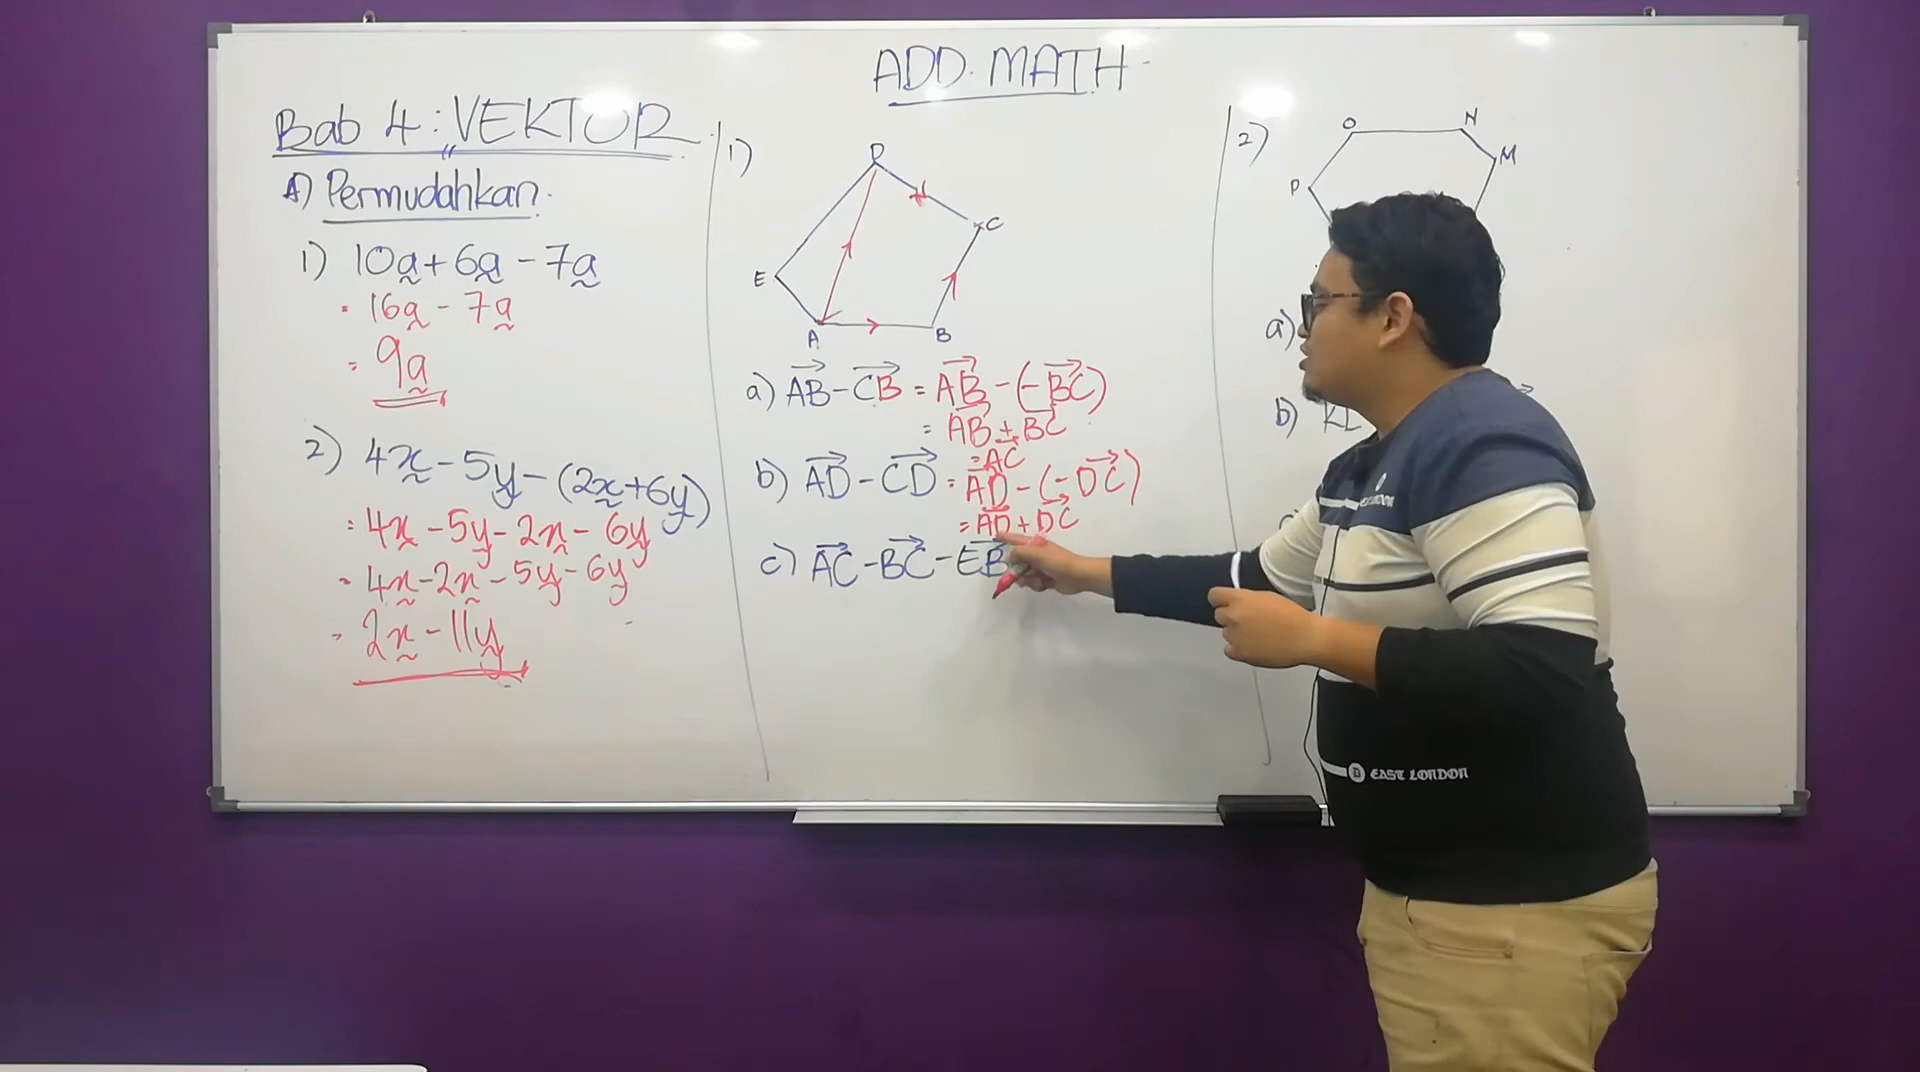 ADD. MATH
Bab 4: VEKTOR
A) Permudahkan.
1) 10a + 6a - 7a
= 16a - 7a
= 9a
2) 4x - 5y - (2x + 6y)
= 4x - 5y - 2x - 6y
= 4x - 2x - 5y - 6y
= 2x - 11y
1)
D
C
E
A
B
a) AB - CB = AB - (-BC)
= AB + BC
= AC
b) AD - CD = AD - (-DC)
= AD + DC
c) AC - BC - EB
2)
O
N
M
P
a)
b) KL
EAST LONDON